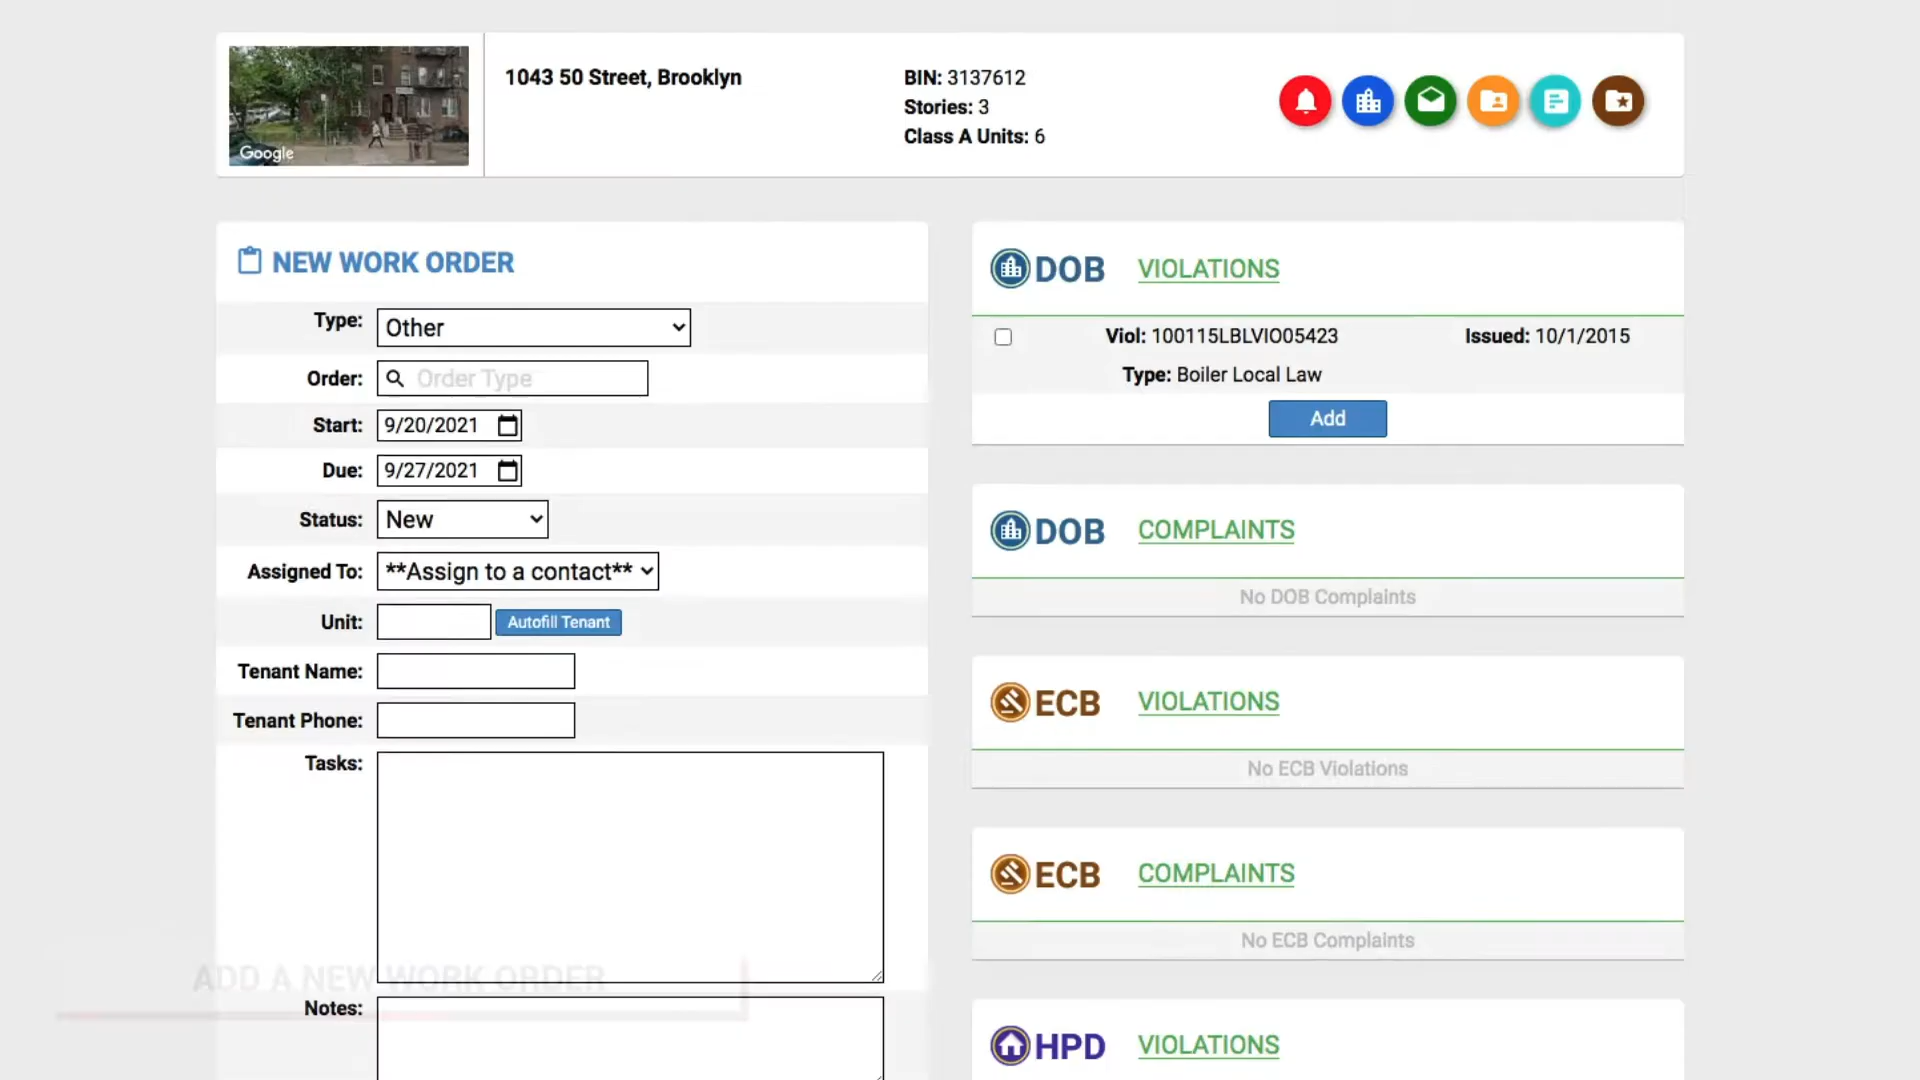 Google
1043 50 Street, Brooklyn
BIN: 3137612
Stories: 3
Class A Units: 6
NEW WORK ORDER
Type: Other
Order: Order Type
Start: 9/20/2021
Due: 9/27/2021
Status: New
Assigned To: **Assign to a contact**
Unit: Autofill Tenant
Tenant Name:
Tenant Phone:
Tasks:
ADD A NEW WORK ORDER
Notes:
DOB VIOLATIONS
Viol: 100115LBLVIO05423 Issued: 10/1/2015
Type: Boiler Local Law
Add
DOB COMPLAINTS
No DOB Complaints
ECB VIOLATIONS
No ECB Violations
ECB COMPLAINTS
No ECB Complaints
HPD VIOLATIONS